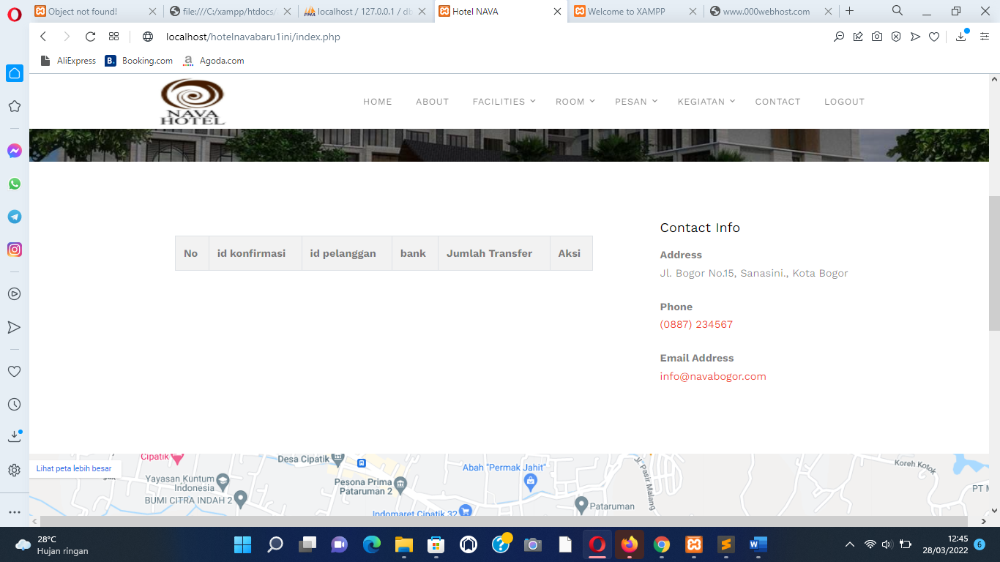 Object not found!
file:///C:/xampp/htdocs/
localhost / 127.0.0.1 / db
Hotel NAVA
Welcome to XAMPP
www.000webhost.com
localhost/hotelnavabaru1ini/index.php
AliExpress
B. Booking.com
a Agoda.com
NAVA
HOTEL
HOME ABOUT FACILITIES ROOM PESAN KEGIATAN CONTACT LOGOUT
No id konfirmasi id pelanggan bank Jumlah Transfer Aksi
Contact Info
Address
Jl. Bogor No.15, Sanasini., Kota Bogor
Phone
(0887) 234567
Email Address
info@navabogor.com
Lihat peta lebih besar
Cipatik
Desa Cipatik
Yayasan Kuntum
Indonesia
BUMI CITRA INDAH 2
Pesona Prima
Pataruman 2
Indomaret Cipatik 32
Abah "Permak Jahit"
Pataruman
Jl. Pasir Malang
Koreh Kotok
PT M
28°C
Hujan ringan
12:45
28/03/2022
6